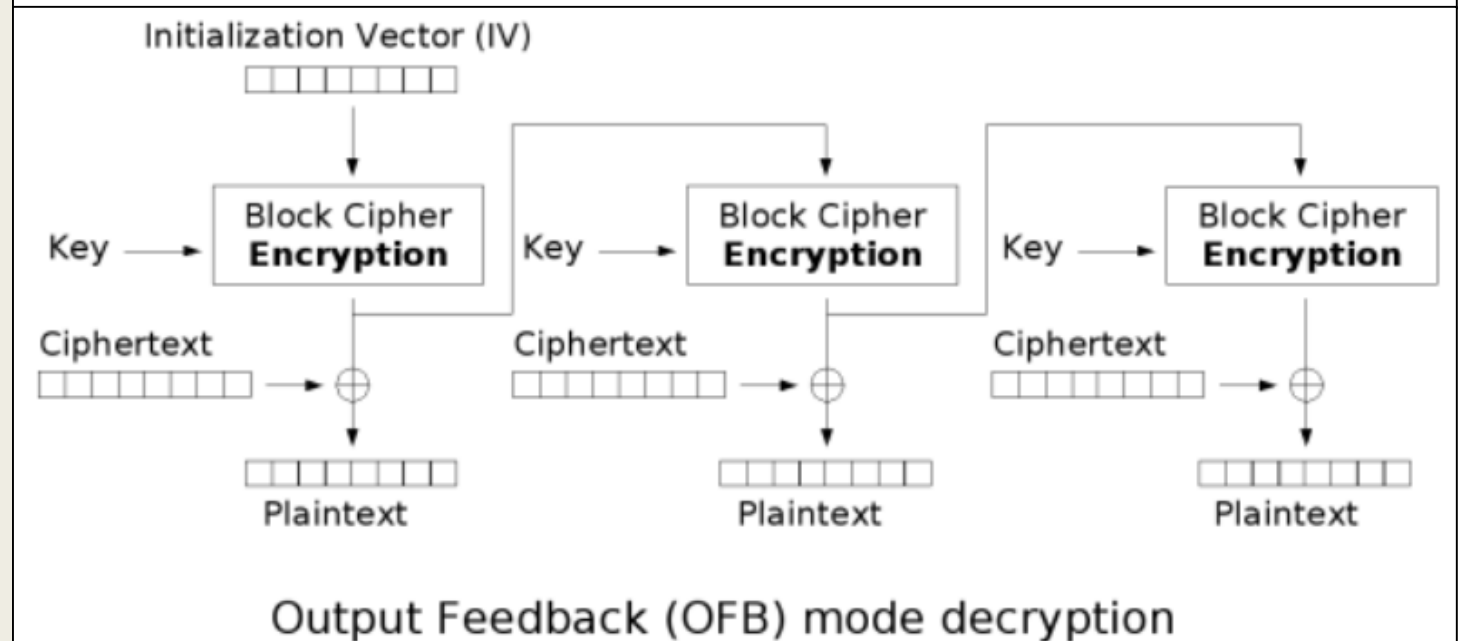 Initialization Vector (IV)
Block Cipher
Encryption
Key
Block Cipher
Encryption
Key
Block Cipher
Encryption
Key
Ciphertext
Ciphertext
Ciphertext
Plaintext
Plaintext
Plaintext
Output Feedback (OFB) mode decryption